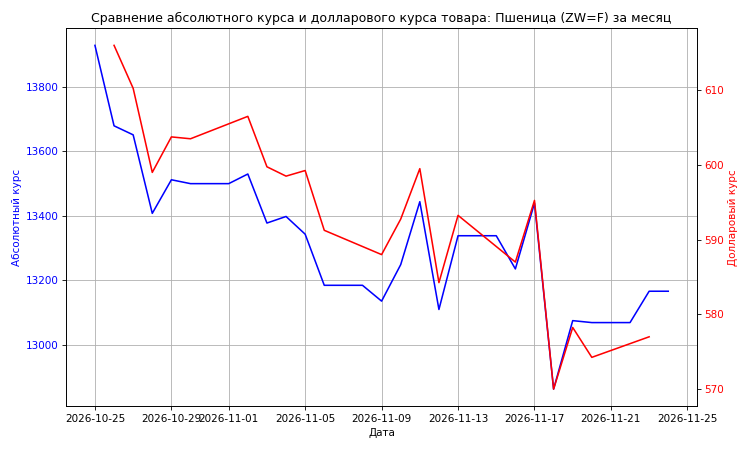 Сравнение абсолютного курса и долларового курса товара: Пшеница (ZW=F) за месяц
Абсолютный курс
13800
13600
13400
13200
13000
610
600
590
580
570
Долларовый курс
2026-10-25 2026-10-29 2026-11-01 2026-11-05 2026-11-09 2026-11-13 2026-11-17 2026-11-21 2026-11-25
Дата